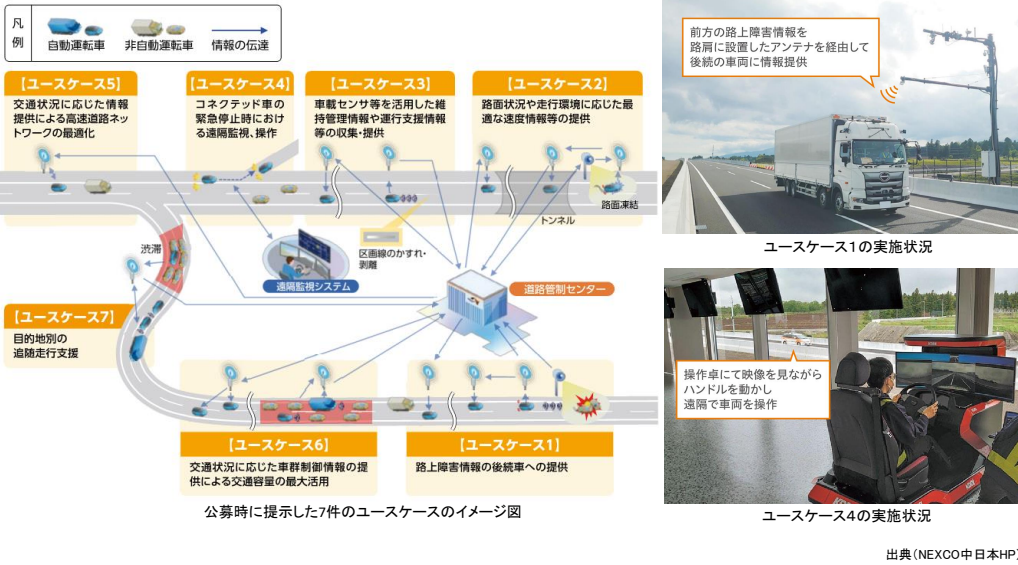 凡
例
自動運転車
非自動運転車
情報の伝達
【ユースケース5】
交通状況に応じた情報
提供による高速道路ネッ
トワークの最適化
【ユースケース4】
コネクテッド車の
緊急停止時におけ
る遠隔監視、操作
【ユースケース3】
車載センサ等を活用した維
持管理情報や運行支援情報
等の収集・提供
【ユースケース2】
路面状況や走行環境に応じた最
適な速度情報等の提供
路面凍結
トンネル
渋滞
区画線のかすれ・
剥離
遠隔監視システム
道路管制センター
【ユースケース7】
目的地別の
追随走行支援
【ユースケース6】
交通状況に応じた車群制御情報の提
供による交通容量の最大活用
【ユースケース1】
路上障害情報の後続車への提供
公募時に提示した7件のユースケースのイメージ図
前方の路上障害情報を
路肩に設置したアンテナを経由して
後続の車両に情報提供
ユースケース1の実施状況
操作卓にて映像を見ながら
ハンドルを動かし
遠隔で車両を操作
ユースケース4の実施状況
出典(NEXCO中日本HP)